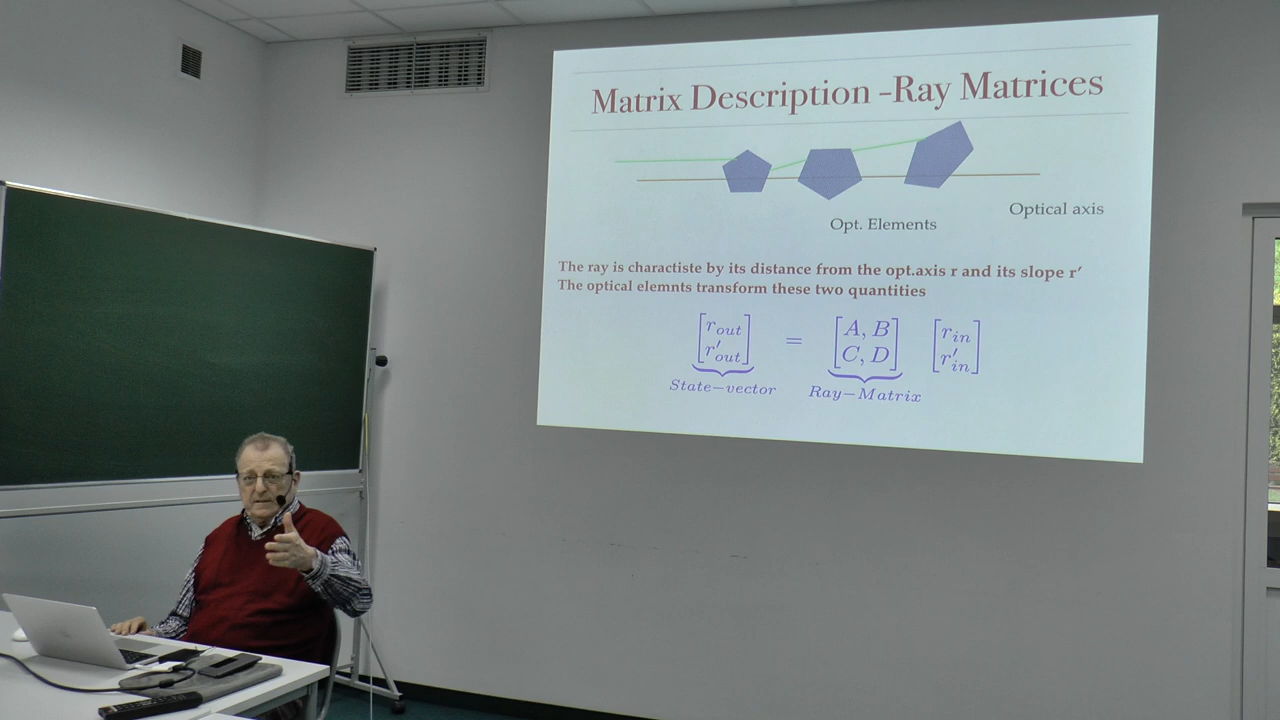 Matrix Description –Ray Matrices
Optical axis
Opt. Elements
The ray is charactiste by its distance from the opt.axis r and its slope r′
The optical elemnts transform these two quantities
[r_out] = [A, B] [r_in]
[r′_out] [C, D] [r′_in]
State−vector Ray−Matrix